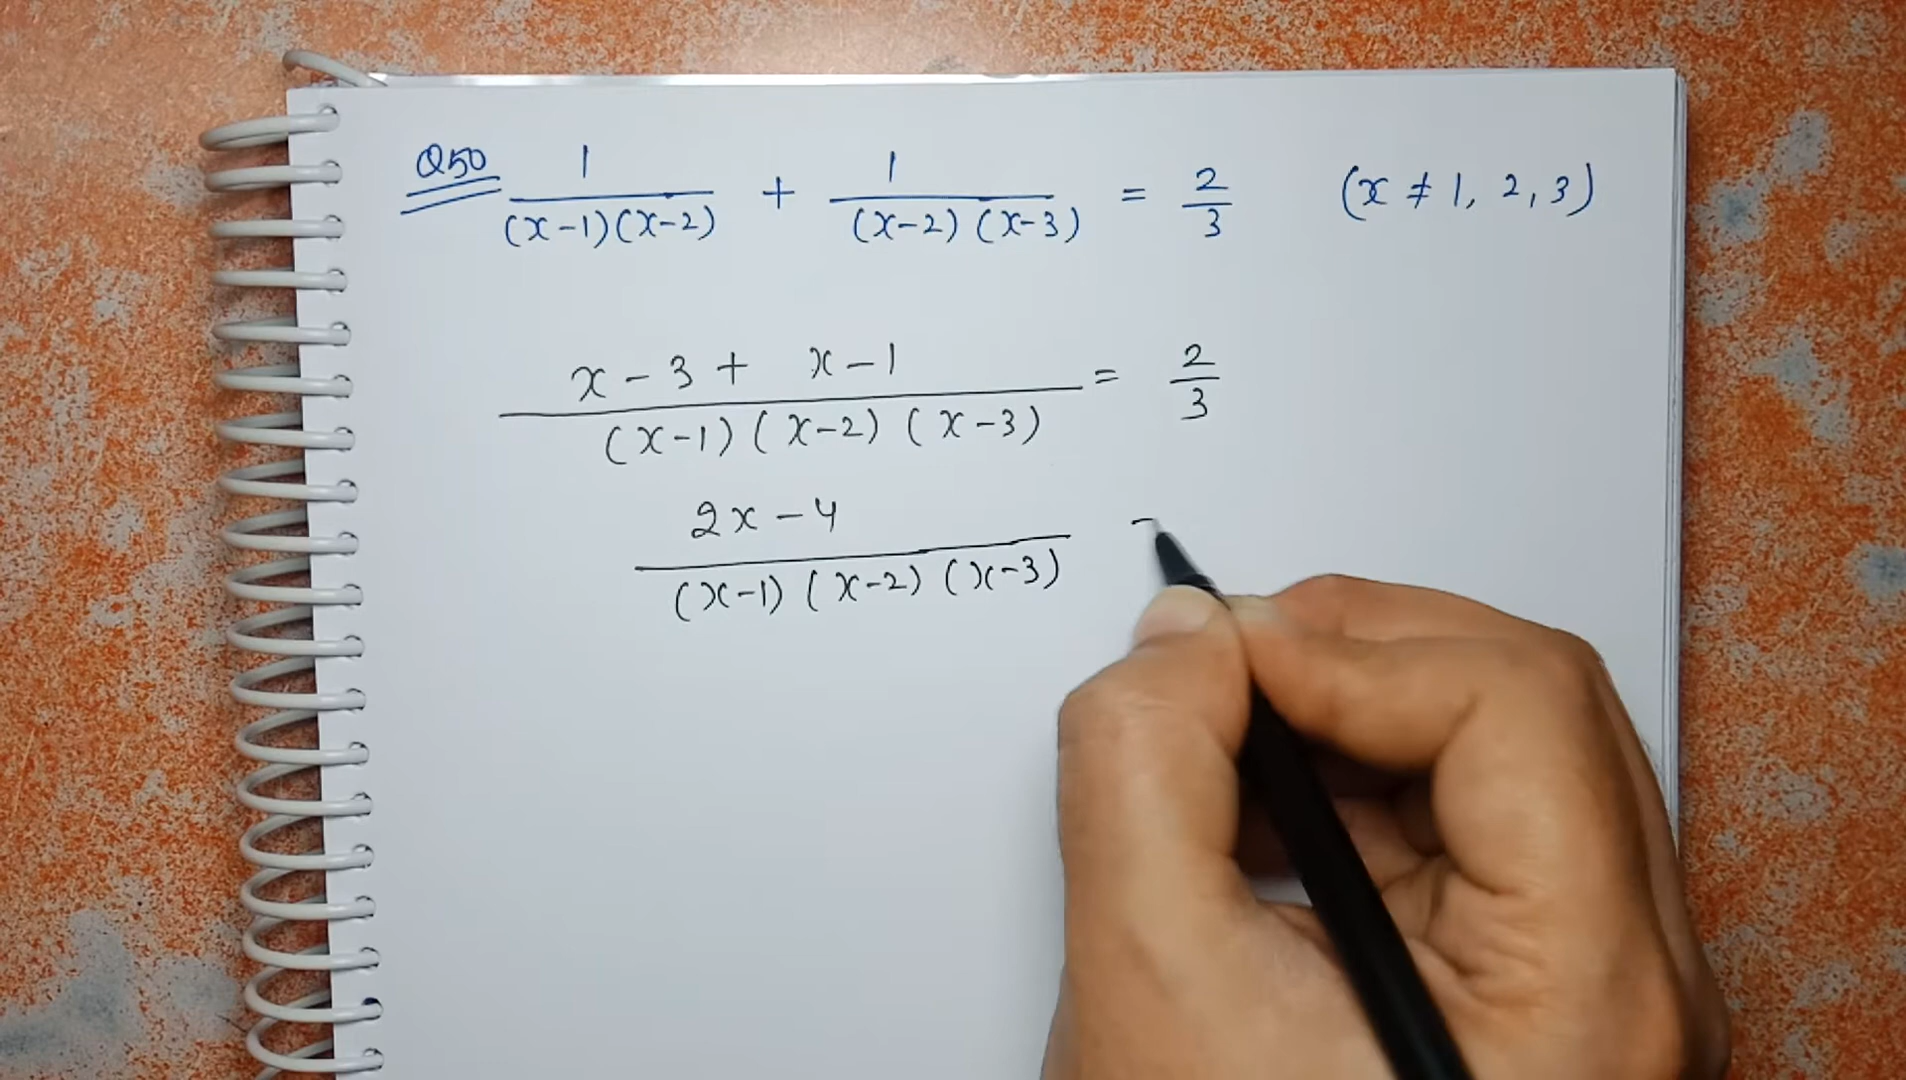 Q50 1/((x-1)(x-2)) + 1/((x-2)(x-3)) = 2/3 (x ≠ 1, 2, 3)
(x - 3 + x - 1)/((x-1)(x-2)(x-3)) = 2/3
(2x - 4)/((x-1)(x-2)(x-3)) -